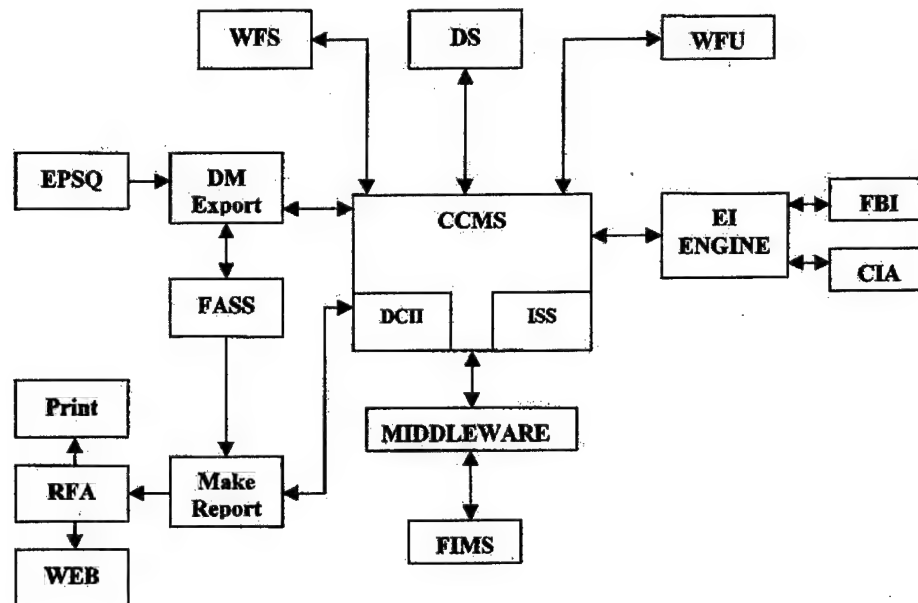 WFS
DS
WFU
EPSQ
DM
Export
CCMS
EI
ENGINE
FBI
CIA
FASS
DCII
ISS
Print
MIDDLEWARE
RFA
Make
Report
FIMS
WEB